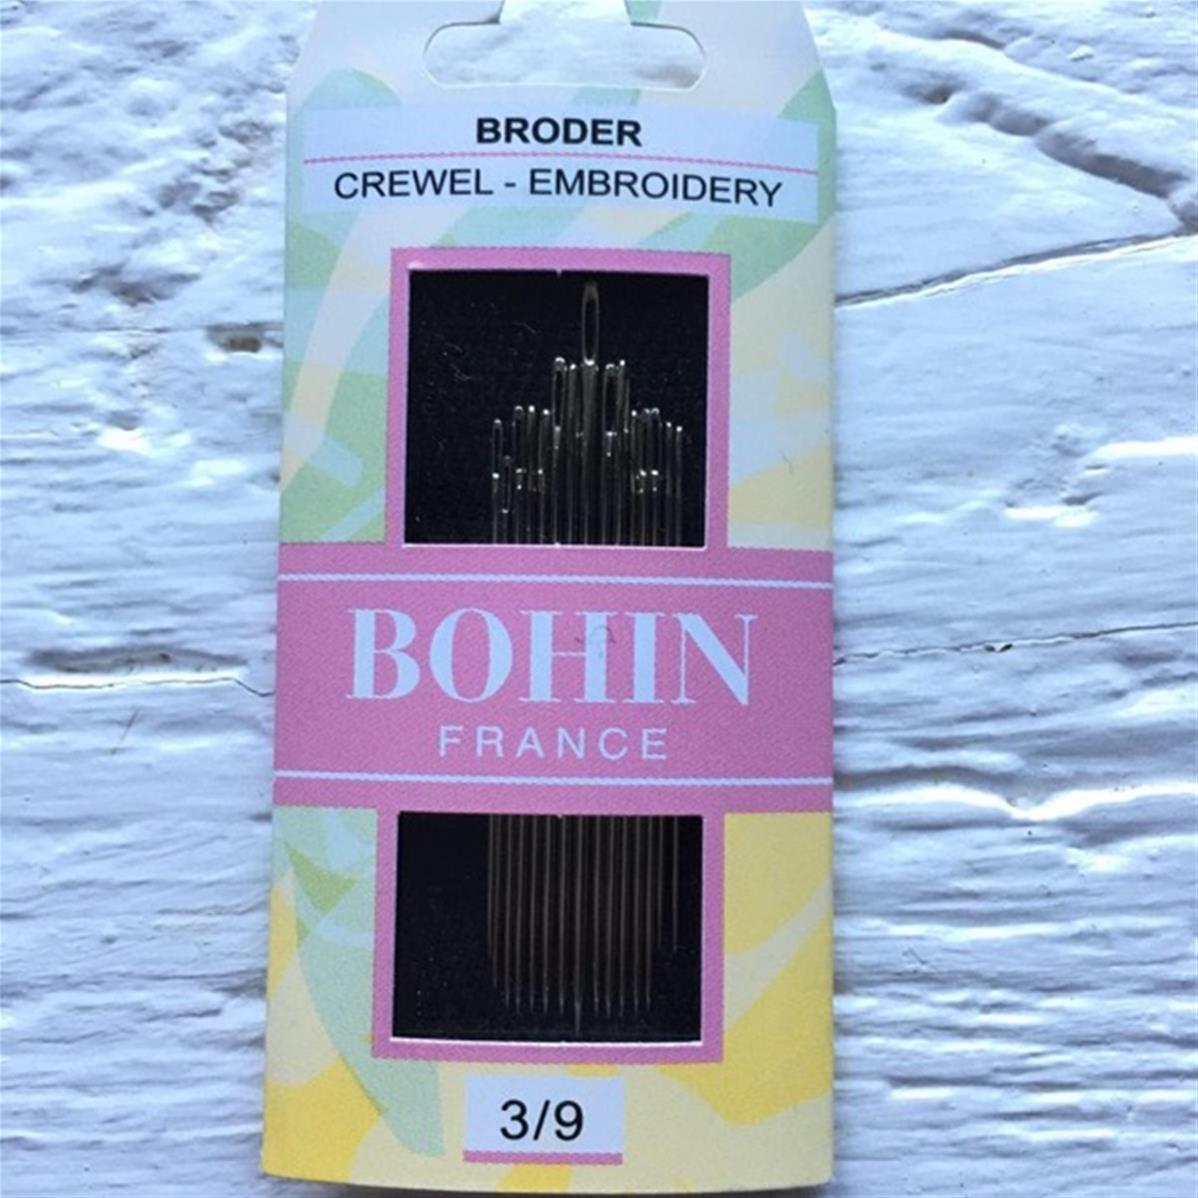 BRODER
CREWEL - EMBROIDERY
BOHIN
FRANCE
3/9